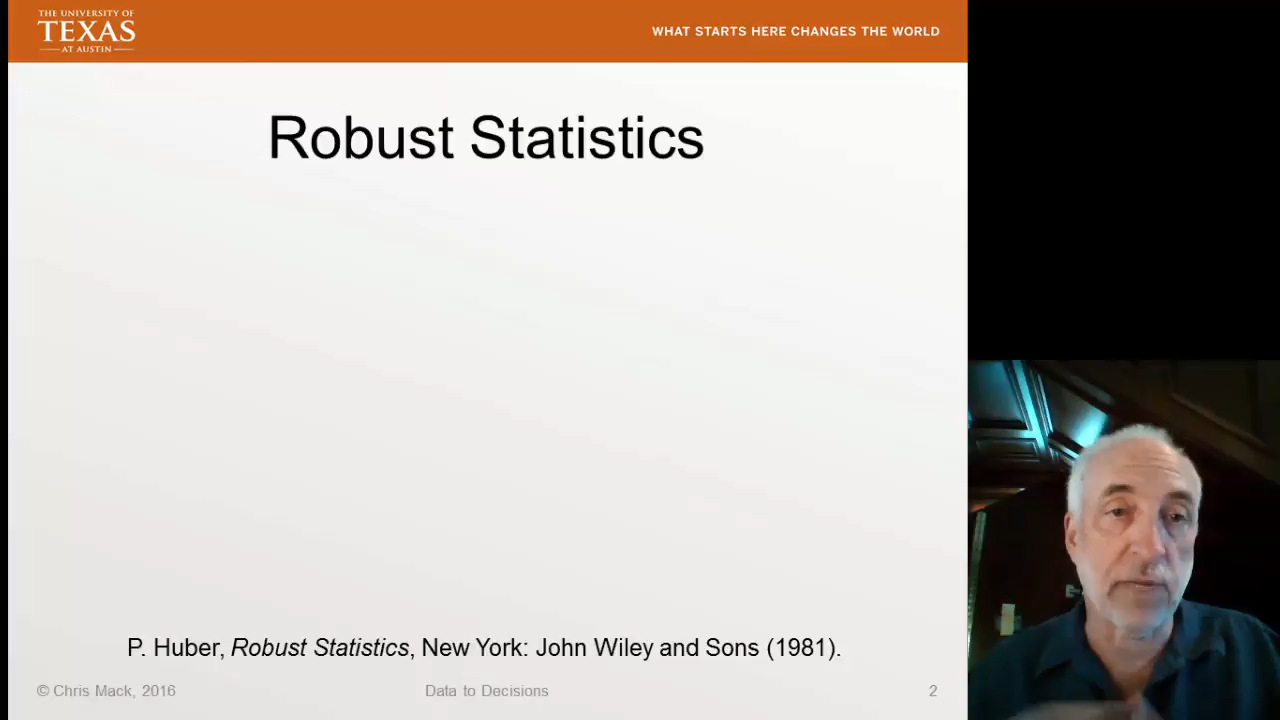 THE UNIVERSITY OF
TEXAS
AT AUSTIN
WHAT STARTS HERE CHANGES THE WORLD
Robust Statistics
P. Huber, Robust Statistics, New York: John Wiley and Sons (1981).
© Chris Mack, 2016
Data to Decisions
2